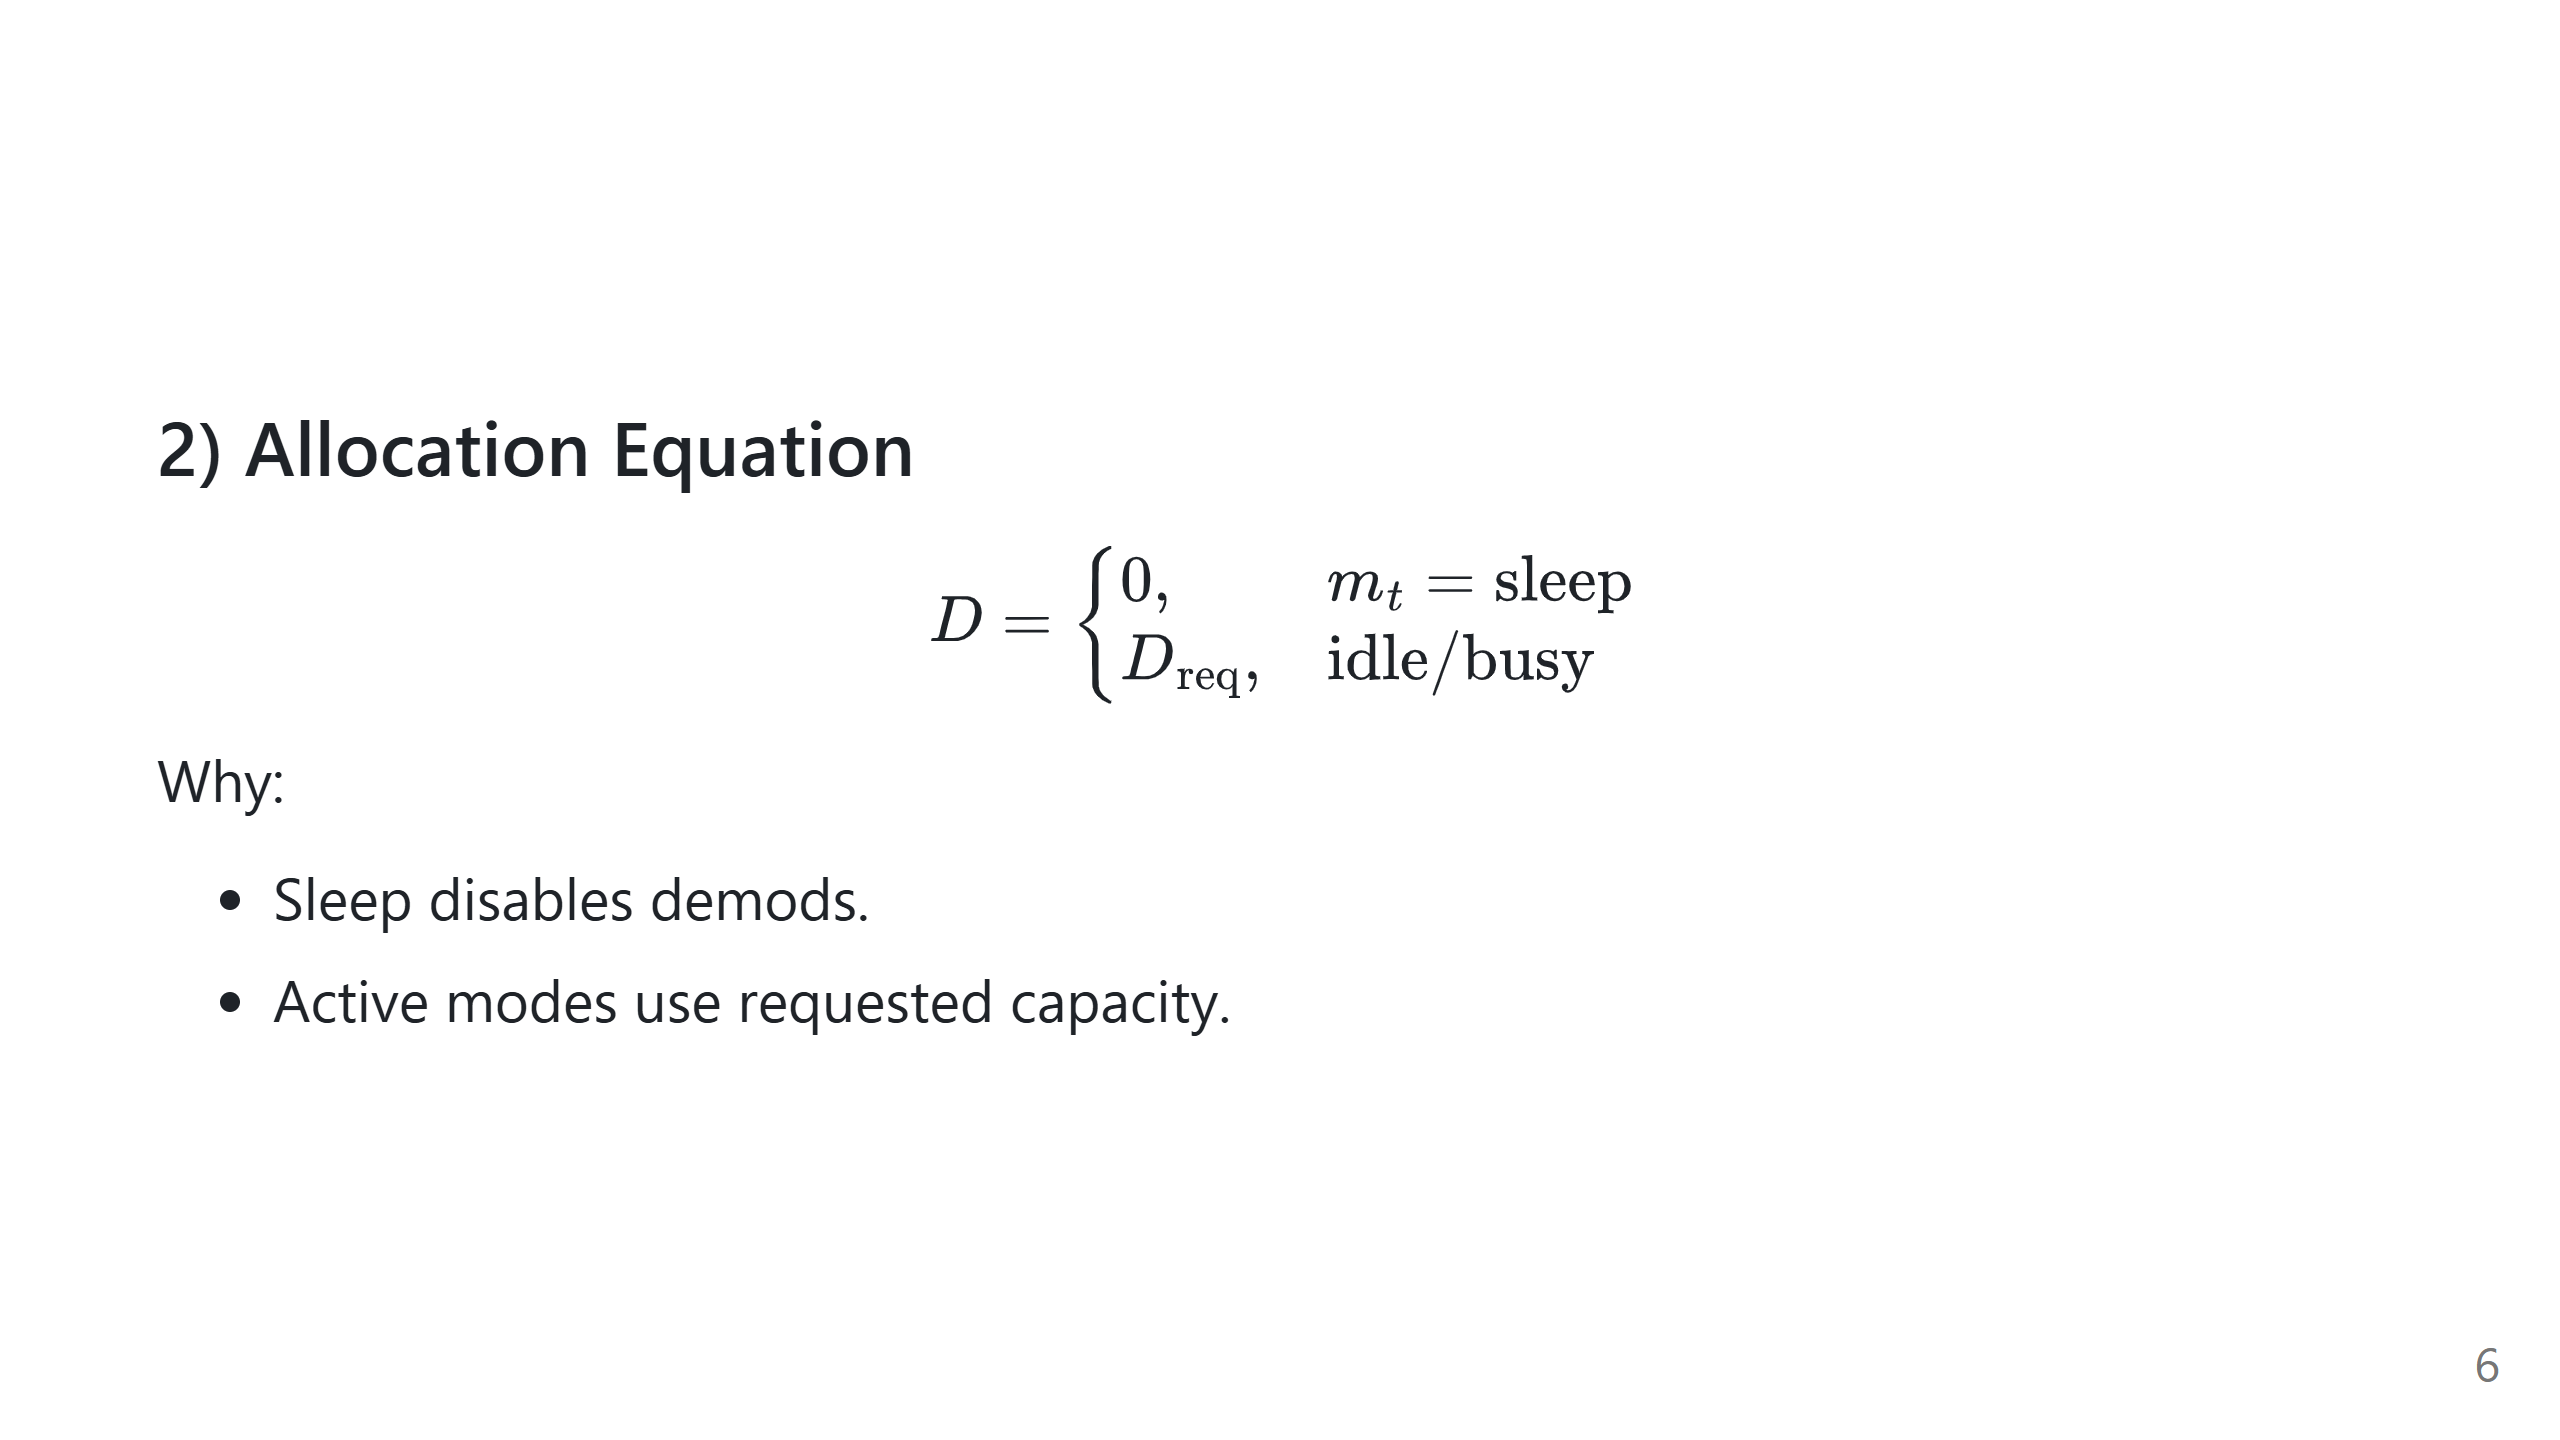 2) Allocation Equation
D = { 0, m_t = sleep
D_req, idle/busy
Why:
• Sleep disables demods.
• Active modes use requested capacity.
6